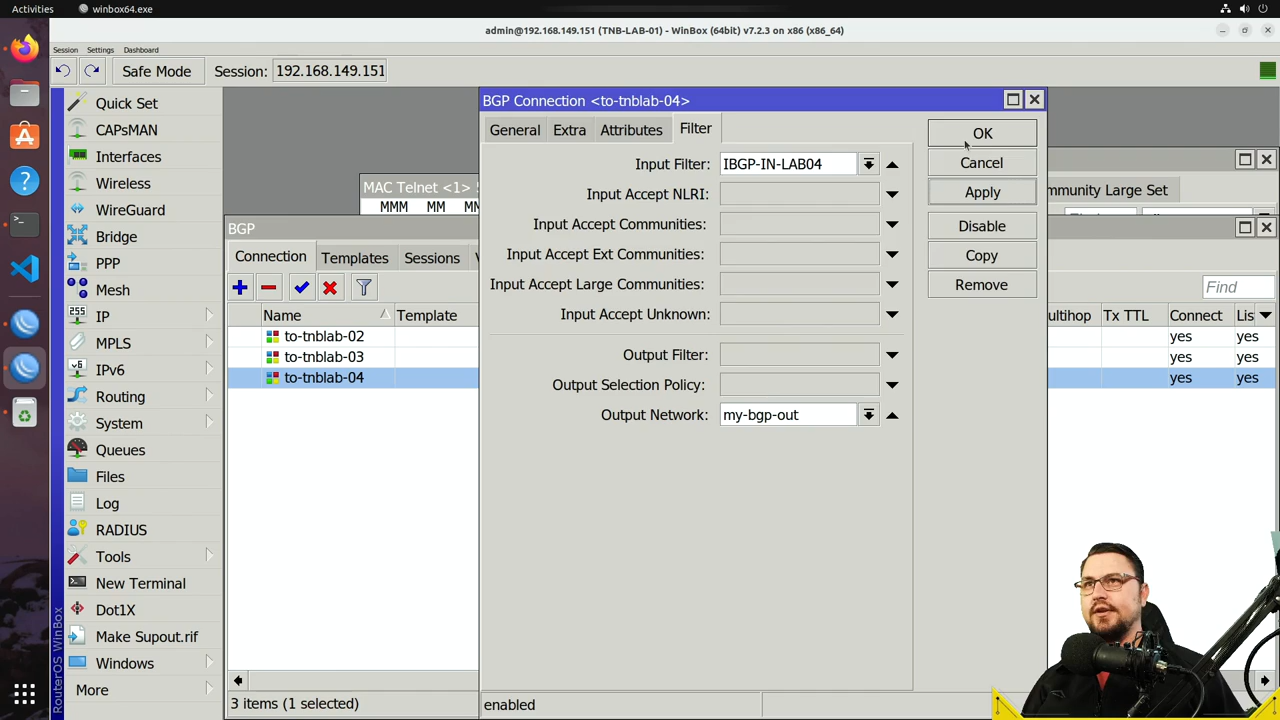 Activities
winbox64.exe
admin@192.168.149.151 (TNB-LAB-01) - WinBox (64bit) v7.2.3 on x86 (x86_64)
Session Settings Dashboard
Safe Mode Session: 192.168.149.151
Quick Set
CAPsMAN
Interfaces
Wireless
WireGuard
Bridge
PPP
Mesh
IP
MPLS
IPv6
Routing
System
Queues
Files
Log
RADIUS
Tools
New Terminal
Dot1X
Make Supout.rif
Windows
More
RouterOS WinBox
MAC Telnet <1>
MMM MM
BGP
Connection Templates Sessions
Name Template
to-tnblab-02
to-tnblab-03
to-tnblab-04
3 items (1 selected)
BGP Connection <to-tnblab-04>
General Extra Attributes Filter
Input Filter: IBGP-IN-LAB04
Input Accept NLRI:
Input Accept Communities:
Input Accept Ext Communities:
Input Accept Large Communities:
Input Accept Unknown:
Output Filter:
Output Selection Policy:
Output Network: my-bgp-out
enabled
OK
Cancel
Apply
Disable
Copy
Remove
mmunity Large Set
Find
ultihop Tx TTL Connect Lis
yes yes
yes yes
yes yes